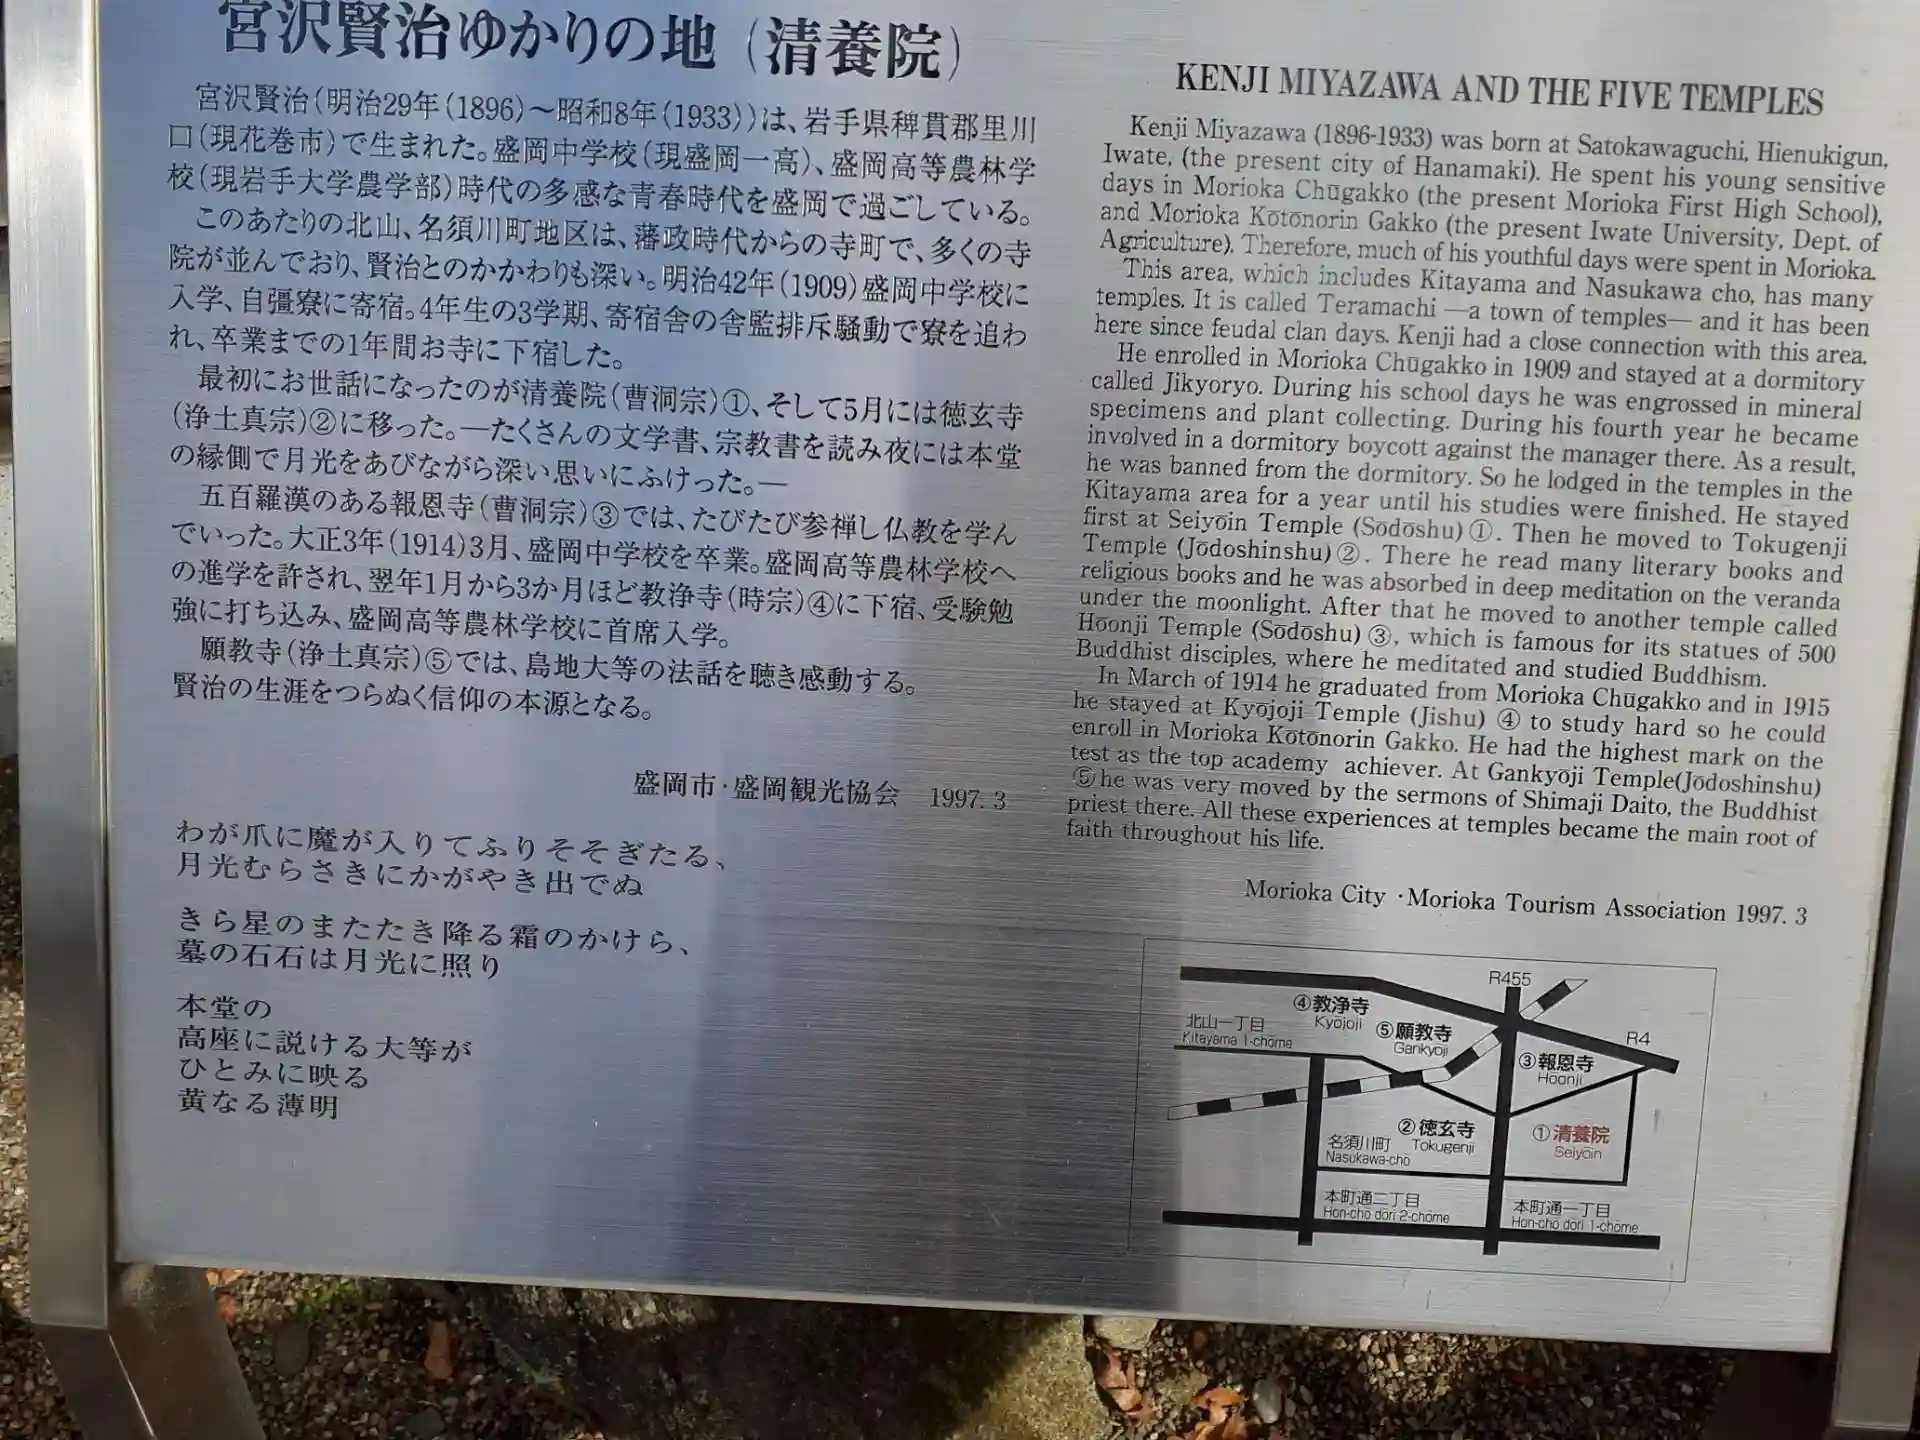 宮沢賢治ゆかりの地（清養院）
宮沢賢治(明治29年(1896)～昭和8年(1933))は、岩手県稗貫郡里川
口(現花巻市)で生まれた。盛岡中学校(現盛岡一高)、盛岡高等農林学
校(現岩手大学農学部)時代の多感な青春時代を盛岡で過ごしている。
このあたりの北山、名須川町地区は、藩政時代からの寺町で、多くの寺
院が並んでおり、賢治とのかかわりも深い。明治42年(1909)盛岡中学校に
入学、自彊寮に寄宿。4年生の3学期、寄宿舎の舎監排斥騒動で寮を追わ
れ、卒業までの1年間お寺に下宿した。
最初にお世話になったのが清養院(曹洞宗)①、そして5月には徳玄寺
(浄土真宗)②に移った。―たくさんの文学書、宗教書を読み夜には本堂
の縁側で月光をあびながら深い思いにふけった。―
五百羅漢のある報恩寺(曹洞宗)③では、たびたび参禅し仏教を学ん
でいった。大正3年(1914)3月、盛岡中学校を卒業。盛岡高等農林学校へ
の進学を許され、翌年1月から3か月ほど教浄寺(時宗)④に下宿、受験勉
強に打ち込み、盛岡高等農林学校に首席入学。
願教寺(浄土真宗)⑤では、島地大等の法話を聴き感動する。
賢治の生涯をつらぬく信仰の本源となる。
盛岡市・盛岡観光協会 1997.3
わが爪に魔が入りてふりそそぎたる、
月光むらさきにかがやき出でぬ
きら星のまたたき降る霜のかけら、
墓の石石は月光に照り
本堂の
高座に説ける大等が
ひとみに映る
黄なる薄明
KENJI MIYAZAWA AND THE FIVE TEMPLES
Kenji Miyazawa (1896-1933) was born at Satokawaguchi, Hienukigun,
Iwate, (the present city of Hanamaki). He spent his young sensitive
days in Morioka Chūgakko (the present Morioka First High School),
and Morioka Kōtōnōrin Gakko (the present Iwate University, Dept. of
Agriculture). Therefore, much of his youthful days were spent in Morioka.
This area, which includes Kitayama and Nasukawa cho, has many
temples. It is called Teramachi —a town of temples— and it has been
here since feudal clan days. Kenji had a close connection with this area.
He enrolled in Morioka Chūgakko in 1909 and stayed at a dormitory
called Jikyoryo. During his school days he was engrossed in mineral
specimens and plant collecting. During his fourth year he became
involved in a dormitory boycott against the manager there. As a result,
he was banned from the dormitory. So he lodged in the temples in the
Kitayama area for a year until his studies were finished. He stayed
first at Seiyōin Temple (Sōdōshu) ①. Then he moved to Tokugenji
Temple (Jōdoshinshu) ②. There he read many literary books and
religious books and he was absorbed in deep meditation on the veranda
under the moonlight. After that he moved to another temple called
Hōonji Temple (Sōdōshu) ③, which is famous for its statues of 500
Buddhist disciples, where he meditated and studied Buddhism.
In March of 1914 he graduated from Morioka Chūgakko and in 1915
he stayed at Kyōjoji Temple (Jishu) ④ to study hard so he could
enroll in Morioka Kōtōnorin Gakko. He had the highest mark on the
test as the top academy achiever. At Gankyōji Temple(Jōdoshinshu)
⑤he was very moved by the sermons of Shimaji Daito, the Buddhist
priest there. All these experiences at temples became the main root of
faith throughout his life.
Morioka City ・Morioka Tourism Association 1997. 3
R455
④教浄寺
Kyōjoji
北山一丁目
Kitayama 1-chōme
⑤願教寺
Gankyōji
R4
③報恩寺
Hōonji
②徳玄寺
Tokugenji
名須川町
Nasukawa-chō
①清養院
Seiyōin
本町通二丁目
Hon-chō dōri 2-chōme
本町通一丁目
Hon-chō dōri 1-chōme